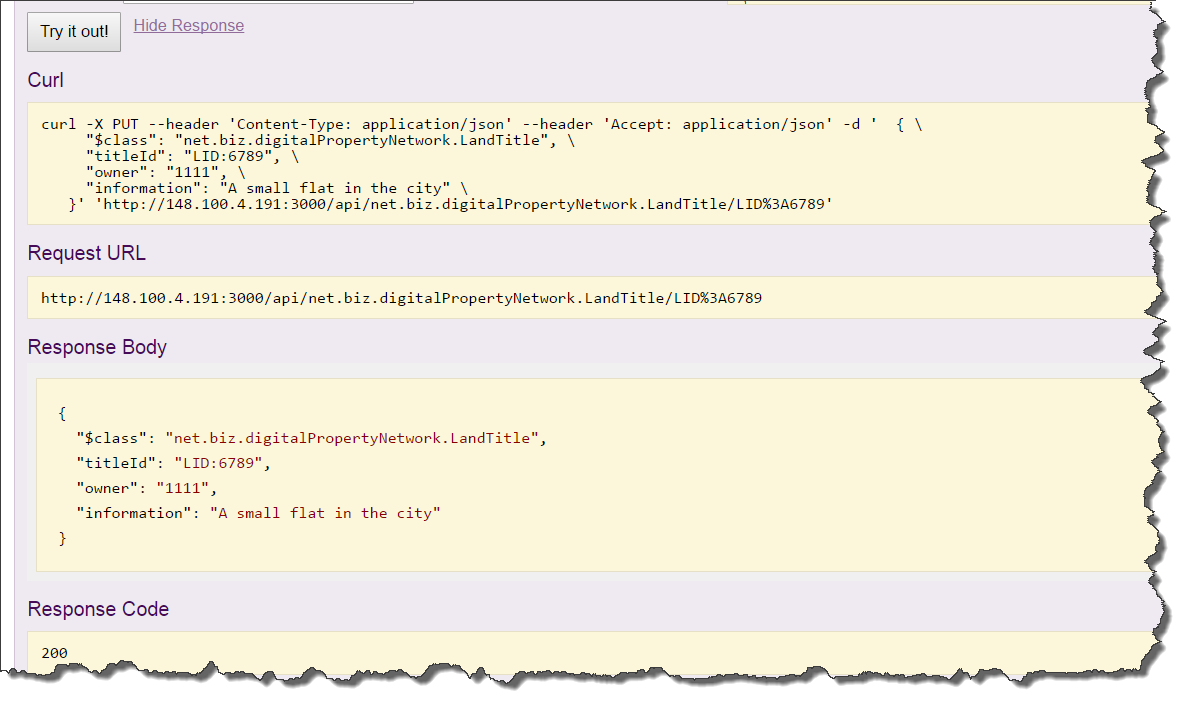 Try it out! Hide Response
Curl
curl -X PUT --header 'Content-Type: application/json' --header 'Accept: application/json' -d '  { \
     "$class": "net.biz.digitalPropertyNetwork.LandTitle", \
     "titleId": "LID:6789", \
     "owner": "1111", \
     "information": "A small flat in the city" \
   }' 'http://148.100.4.191:3000/api/net.biz.digitalPropertyNetwork.LandTitle/LID%3A6789'
Request URL
http://148.100.4.191:3000/api/net.biz.digitalPropertyNetwork.LandTitle/LID%3A6789
Response Body
{
  "$class": "net.biz.digitalPropertyNetwork.LandTitle",
  "titleId": "LID:6789",
  "owner": "1111",
  "information": "A small flat in the city"
}
Response Code
200